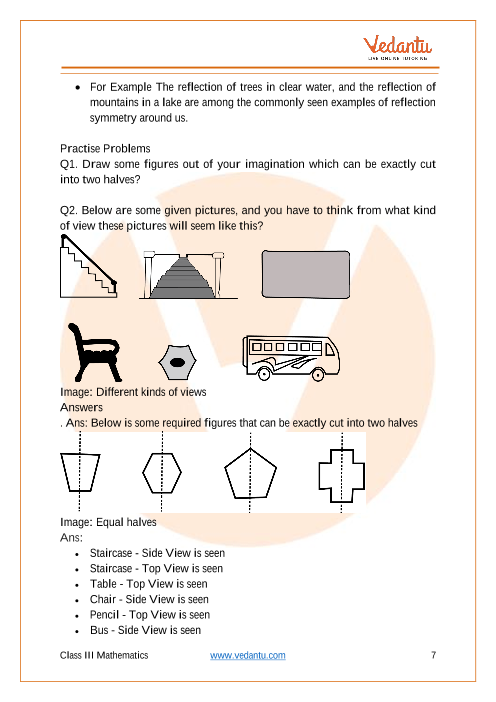 Vedantu
LIVE ONLINE TUTORING
• For Example The reflection of trees in clear water, and the reflection of
mountains in a lake are among the commonly seen examples of reflection
symmetry around us.
Practise Problems
Q1. Draw some figures out of your imagination which can be exactly cut
into two halves?
Q2. Below are some given pictures, and you have to think from what kind
of view these pictures will seem like this?
Image: Different kinds of views
Answers
. Ans: Below is some required figures that can be exactly cut into two halves
Image: Equal halves
Ans:
• Staircase - Side View is seen
• Staircase - Top View is seen
• Table - Top View is seen
• Chair - Side View is seen
• Pencil - Top View is seen
• Bus - Side View is seen
Class III Mathematics www.vedantu.com 7